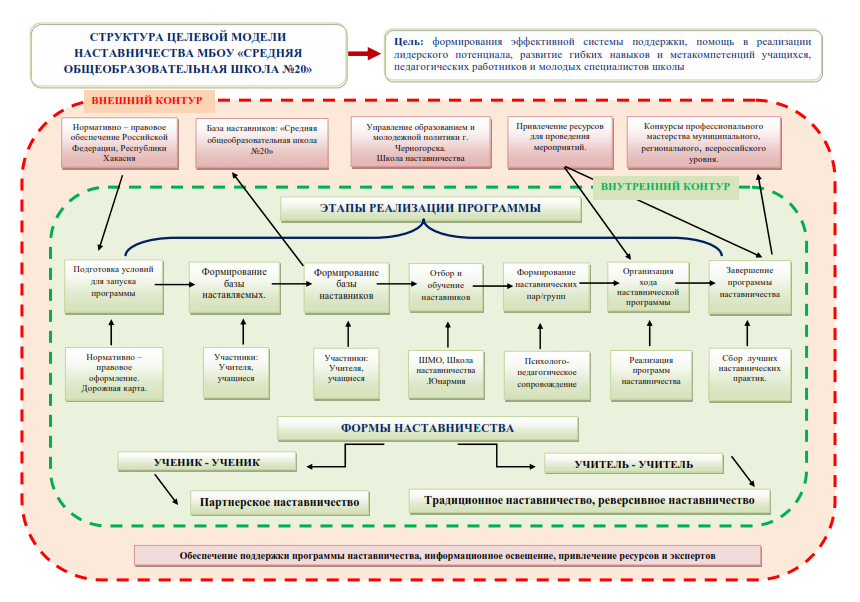 СТРУКТУРА ЦЕЛЕВОЙ МОДЕЛИ
НАСТАВНИЧЕСТВА МБОУ «СРЕДНЯЯ
ОБЩЕОБРАЗОВАТЕЛЬНАЯ ШКОЛА №20»
Цель: формирования эффективной системы поддержки, помощь в реализации
лидерского потенциала, развитие гибких навыков и метакомпетенций учащихся,
педагогических работников и молодых специалистов школы
ВНЕШНИЙ КОНТУР
Нормативно – правовое
обеспечение Российской
Федерации, Республики
Хакасия
База наставников: «Средняя
общеобразовательная школа
№20»
Управление образованием и
молодежной политики г.
Черногорска.
Школа наставничества
Привлечение ресурсов
для проведения
мероприятий.
Конкурсы профессионального
мастерства муниципального,
регионального, всероссийского
уровня.
ВНУТРЕННИЙ КОНТУР
ЭТАПЫ РЕАЛИЗАЦИИ ПРОГРАММЫ
Подготовка условий
для запуска
программы
Формирование
базы
наставляемых.
Формирование
базы
наставников
Отбор и
обучение
наставников
Формирование
наставнических
пар/групп
Организация
хода
наставнической
программы
Завершение
программы
наставничества
Нормативно –
правовое
оформление.
Дорожная карта.
Участники:
Учителя,
учащиеся
Участники:
Учителя,
учащиеся
ШМО, Школа
наставничества
.Юнармия
Психолого-
педагогическое
сопровождение
Реализация
программ
наставничества
Сбор лучших
наставнических
практик.
ФОРМЫ НАСТАВНИЧЕСТВА
УЧЕНИК - УЧЕНИК
УЧИТЕЛЬ - УЧИТЕЛЬ
Партнерское наставничество
Традиционное наставничество, реверсивное наставничество
Обеспечение поддержки программы наставничества, информационное освещение, привлечение ресурсов и экспертов